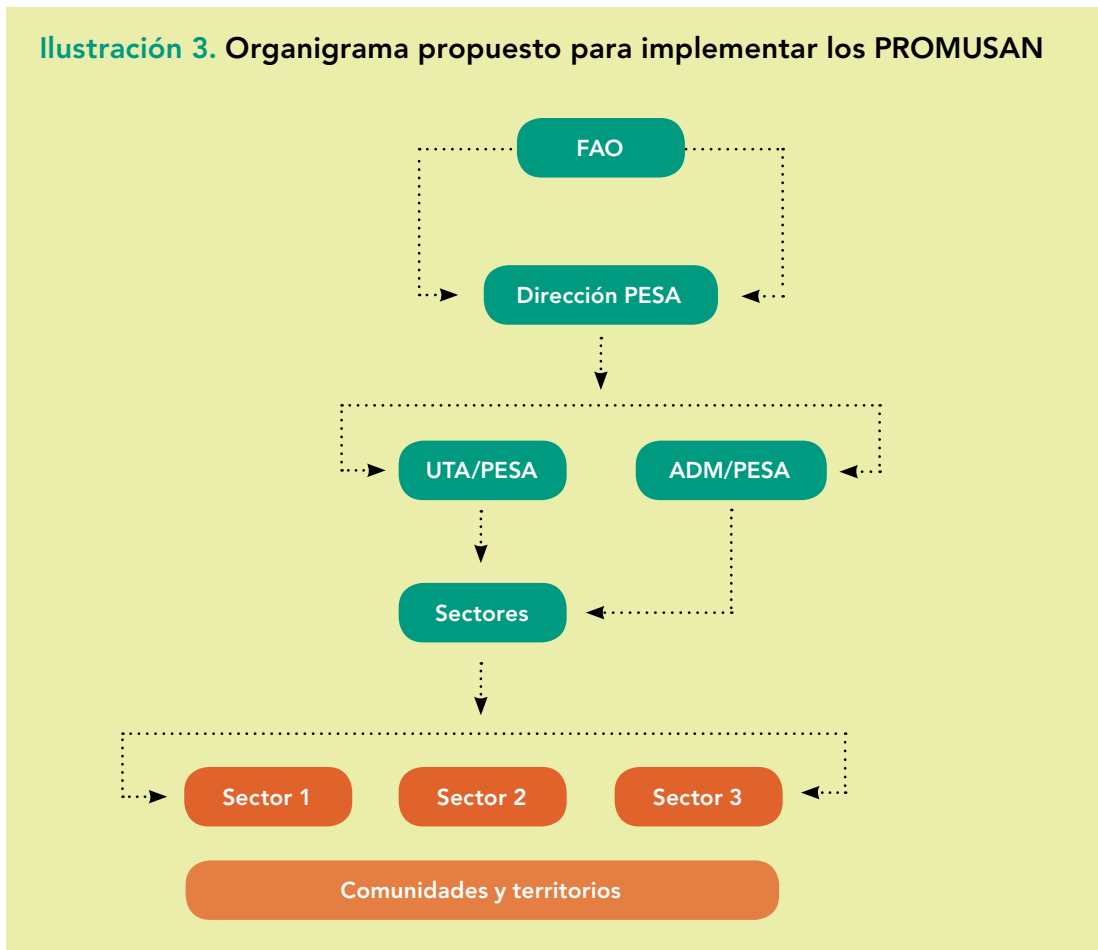 Ilustración 3. Organigrama propuesto para implementar los PROMUSAN
FAO
Dirección PESA
UTA/PESA
ADM/PESA
Sectores
Sector 1
Sector 2
Sector 3
Comunidades y territorios